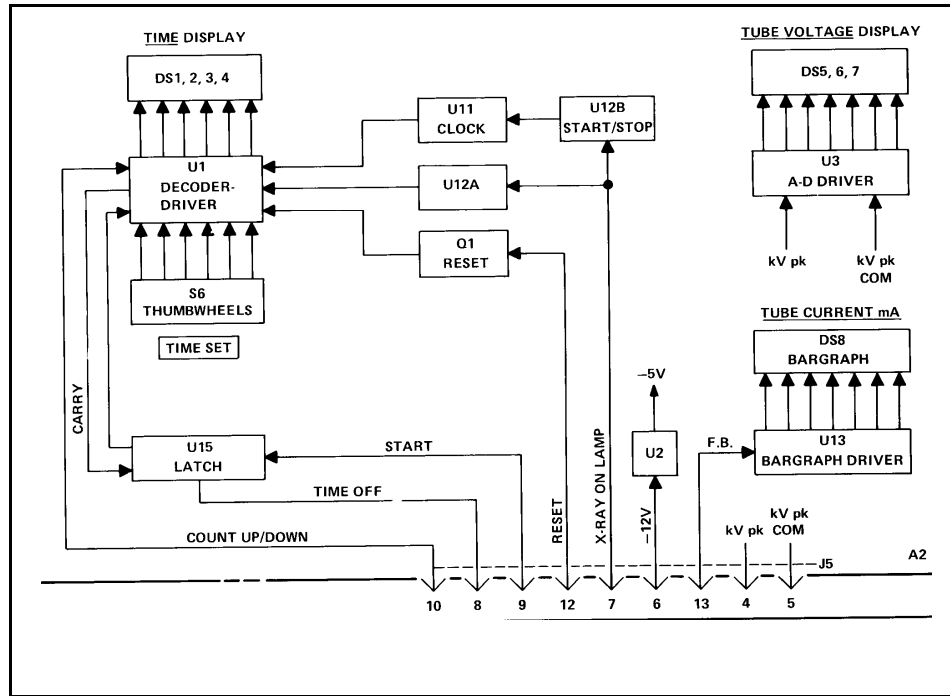 TIME DISPLAY
DS1, 2, 3, 4
U1
DECODER-
DRIVER
S6
THUMBWHEELS
TIME SET
U11
CLOCK
U12B
START/STOP
U12A
Q1
RESET
TUBE VOLTAGE DISPLAY
DS5, 6, 7
U3
A-D DRIVER
kV pk
kV pk
COM
TUBE CURRENT mA
DS8
BARGRAPH
U13
BARGRAPH DRIVER
F.B.
–5V
U2
–12V
CARRY
U15
LATCH
START
TIME OFF
COUNT UP/DOWN
RESET
X-RAY ON LAMP
kV pk
kV pk
COM
J5
A2
10
8
9
12
7
6
13
4
5